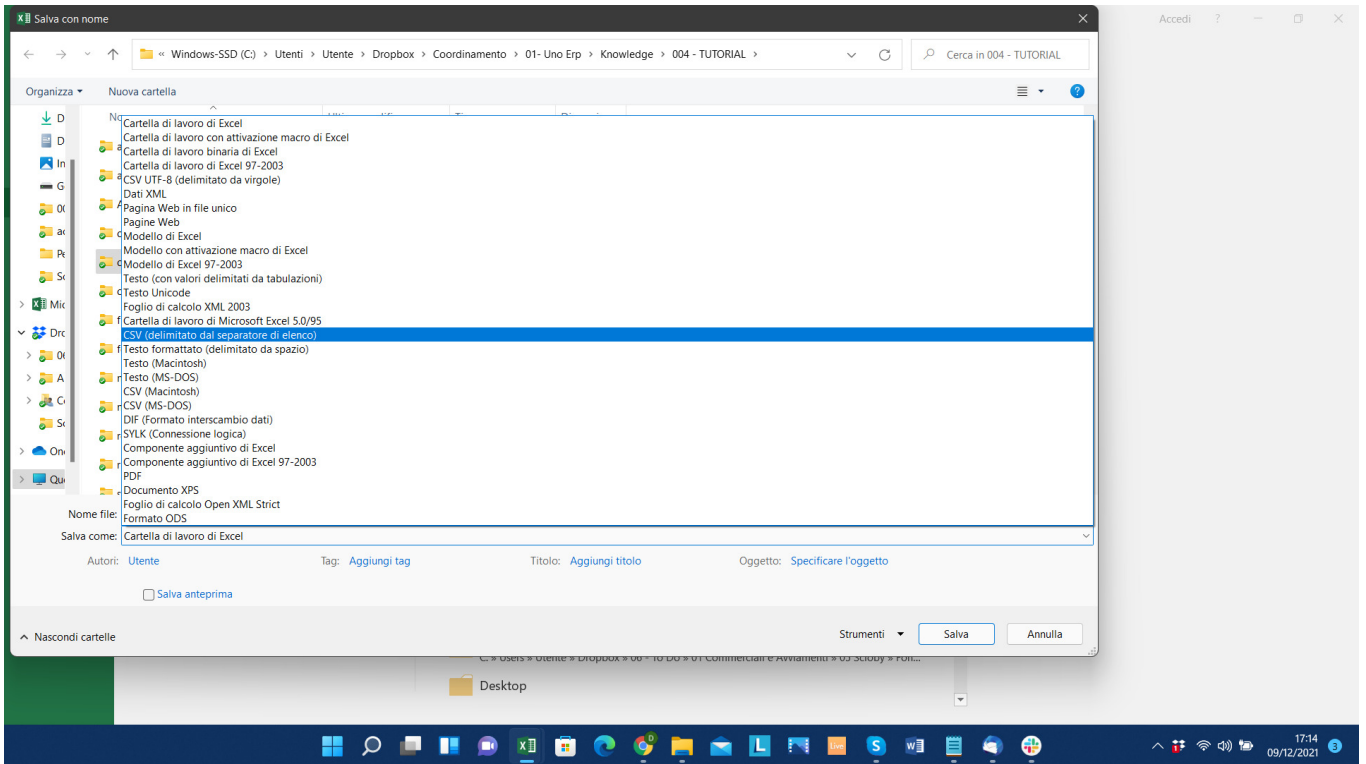 Salva con nome
Accedi ?
« Windows-SSD (C:) › Utenti › Utente › Dropbox › Coordinamento › 01- Uno Erp › Knowledge › 004 - TUTORIAL ›
Cerca in 004 - TUTORIAL
Organizza
Nuova cartella
Cartella di lavoro di Excel
Cartella di lavoro con attivazione macro di Excel
Cartella di lavoro binaria di Excel
Cartella di lavoro di Excel 97-2003
CSV UTF-8 (delimitato da virgole)
Dati XML
Pagina Web in file unico
Pagine Web
Modello di Excel
Modello con attivazione macro di Excel
Modello di Excel 97-2003
Testo (con valori delimitati da tabulazioni)
Testo Unicode
Foglio di calcolo XML 2003
Cartella di lavoro di Microsoft Excel 5.0/95
CSV (delimitato dal separatore di elenco)
Testo formattato (delimitato da spazio)
Testo (Macintosh)
Testo (MS-DOS)
CSV (Macintosh)
CSV (MS-DOS)
DIF (Formato interscambio dati)
SYLK (Connessione logica)
Componente aggiuntivo di Excel
Componente aggiuntivo di Excel 97-2003
PDF
Documento XPS
Foglio di calcolo Open XML Strict
Formato ODS
Nome file:
Salva come: Cartella di lavoro di Excel
Autori: Utente Tag: Aggiungi tag Titolo: Aggiungi titolo Oggetto: Specificare l'oggetto
Salva anteprima
Nascondi cartelle
Strumenti Salva Annulla
Desktop
17:14
09/12/2021 3